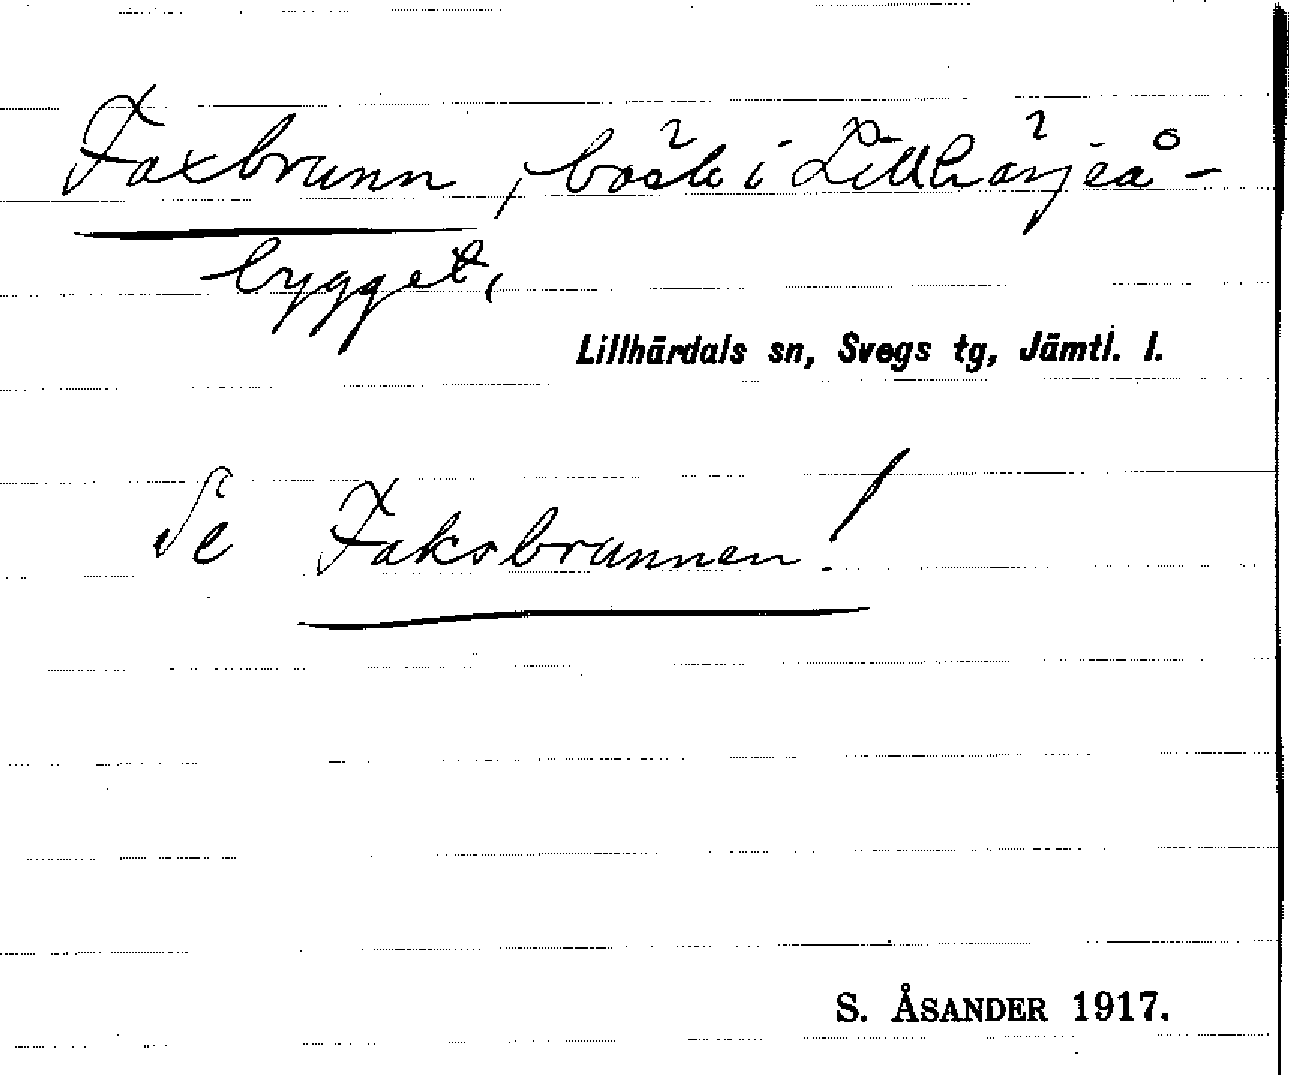 Faxbrunn, bäck i Lillhärjeå-
bygget,
Lillhärdals sn, Svegs tg, Jämtl. l.
Se Faksbrunnen!
S. ÅSANDER 1917.